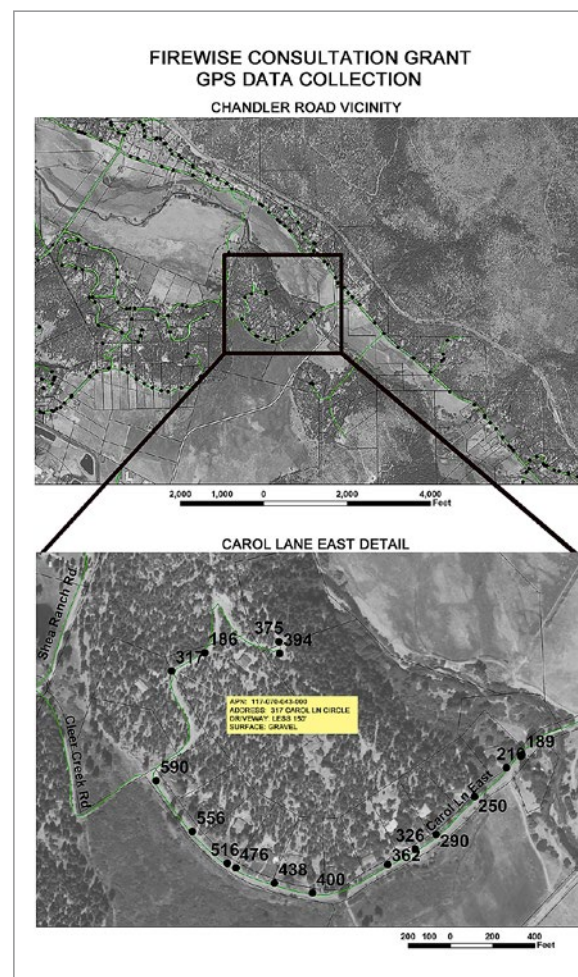 FIREWISE CONSULTATION GRANT
GPS DATA COLLECTION
CHANDLER ROAD VICINITY
2,000 1,000 0 2,000 4,000
Feet
CAROL LANE EAST DETAIL
Shea Ranch Rd
375
186 394
317
APN: 117-070-043-000
ADDRESS: 317 CAROL LN CIRCLE
DRIVEWAY: LESS 150'
SURFACE: GRAVEL
Cleer Creek Rd
189
590
Carol Ln East
250
556
326 290
516 476
362
438 400
200 100 0 200 400
Feet